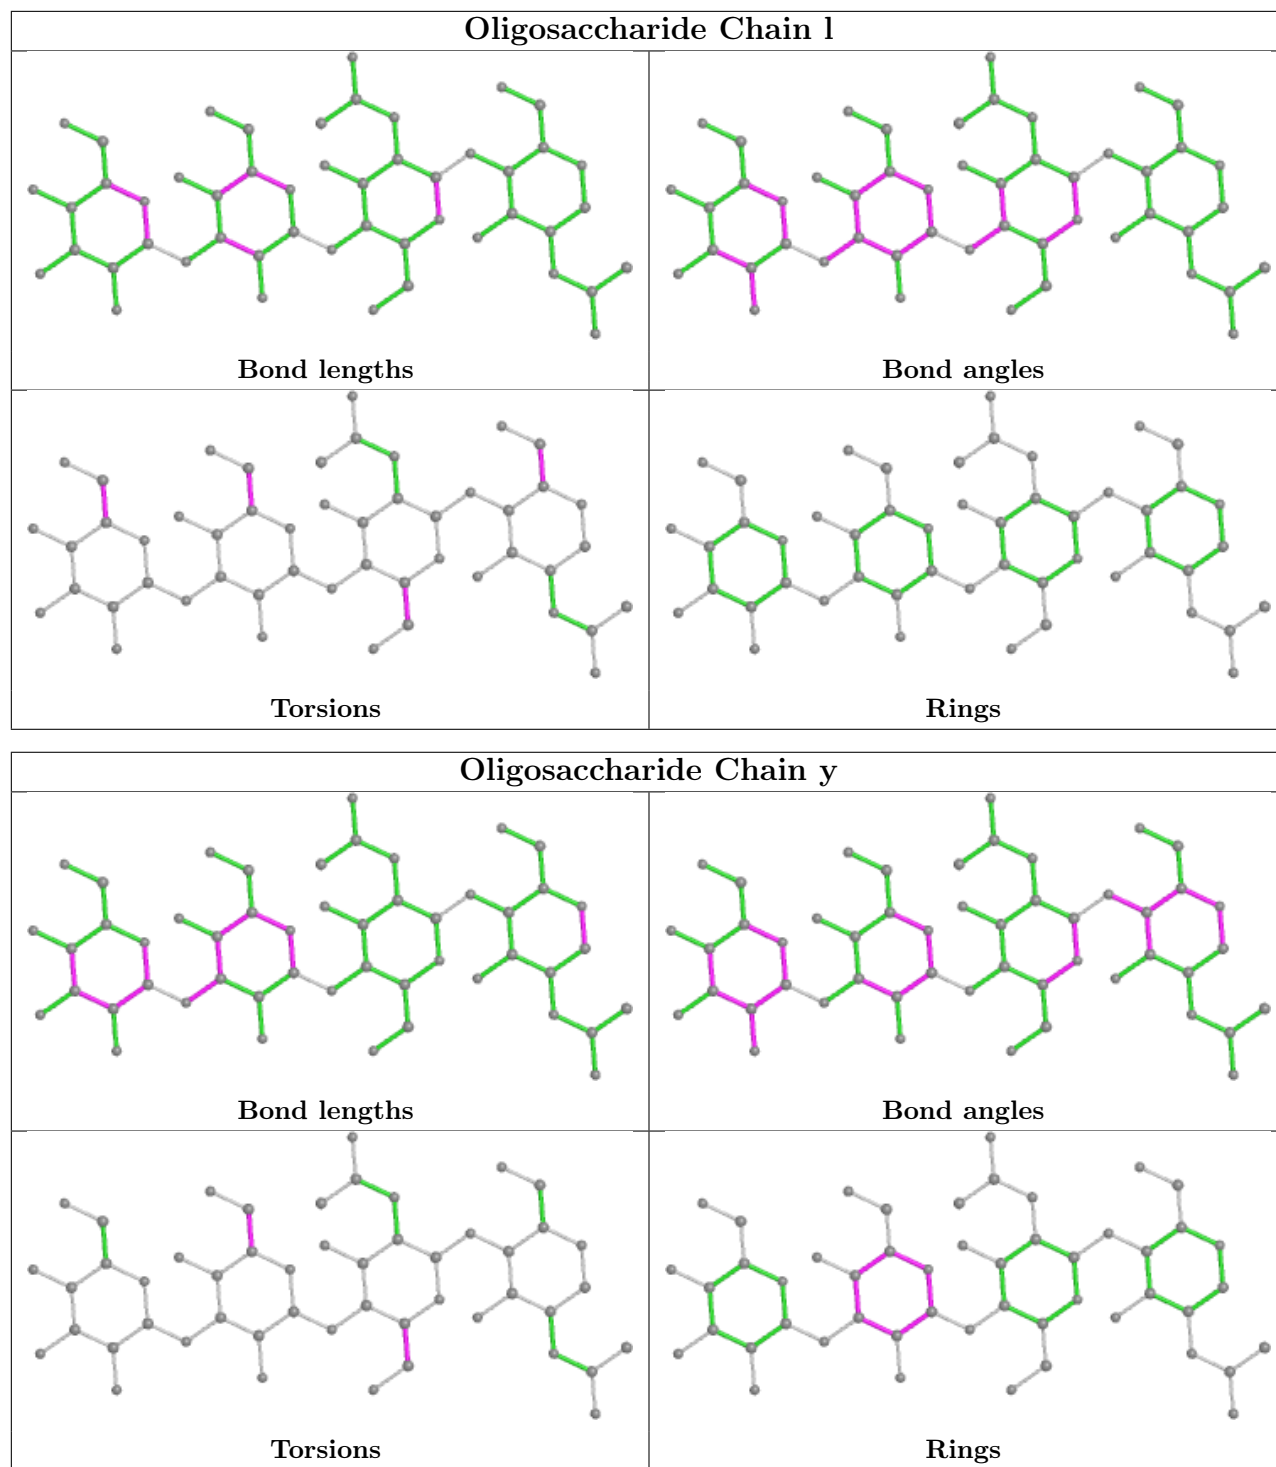 Oligosaccharide Chain l
Bond lengths
Bond angles
Torsions
Rings
Oligosaccharide Chain y
Bond lengths
Bond angles
Torsions
Rings